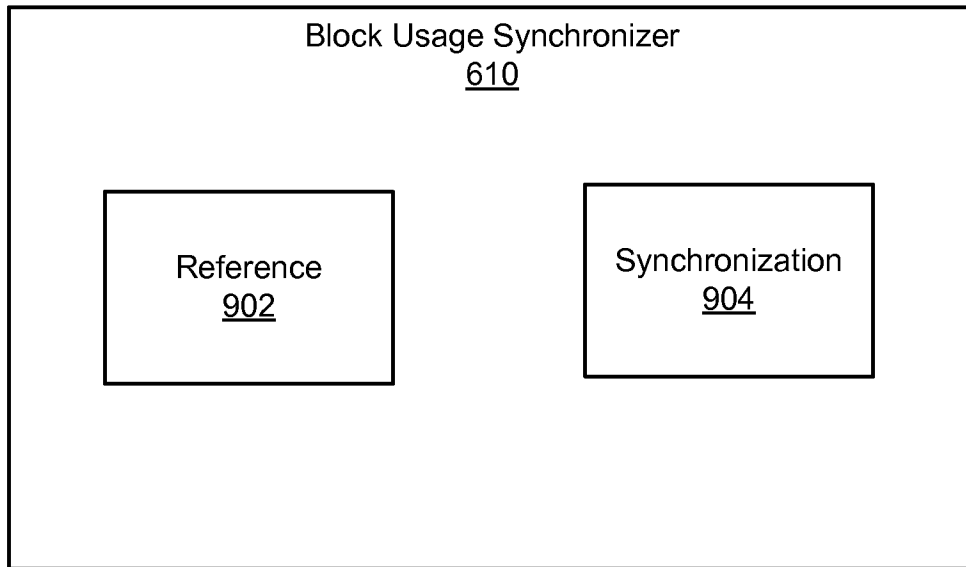 Block Usage Synchronizer
610
Reference
902
Synchronization
904